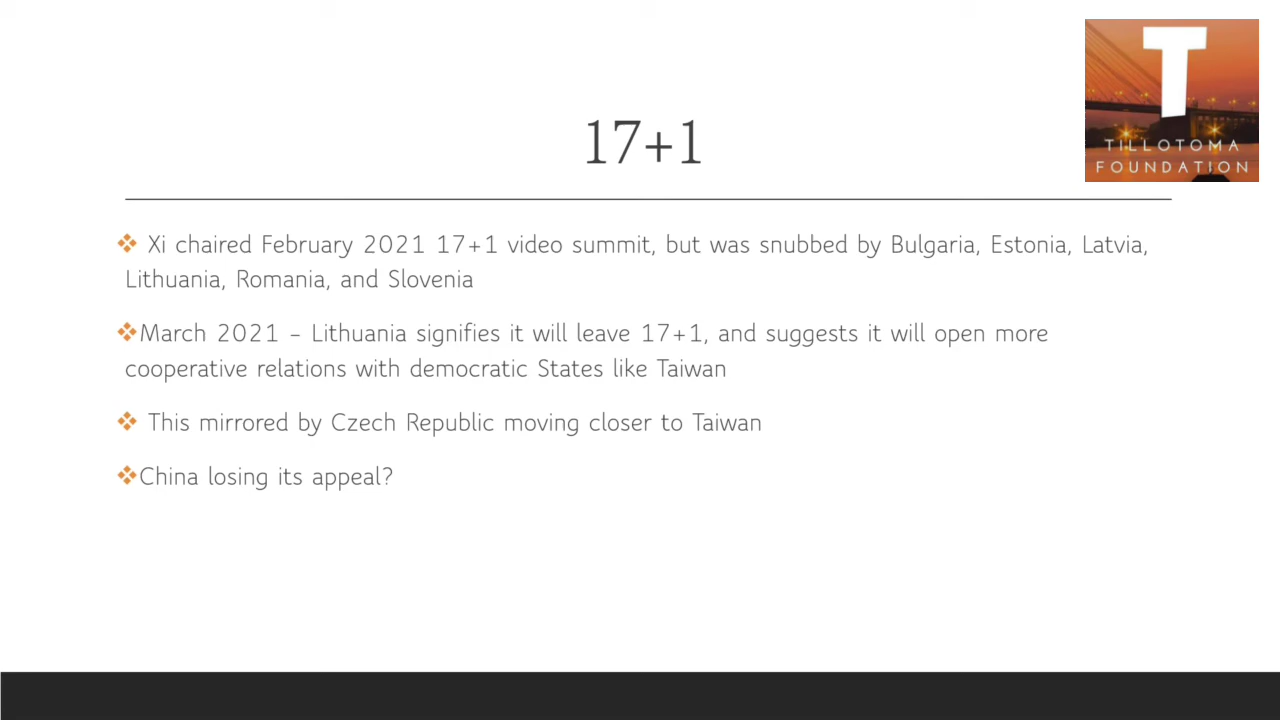 T
TILLOTOMA
FOUNDATION
17+1
Xi chaired February 2021 17+1 video summit, but was snubbed by Bulgaria, Estonia, Latvia,
Lithuania, Romania, and Slovenia
March 2021 – Lithuania signifies it will leave 17+1, and suggests it will open more
cooperative relations with democratic States like Taiwan
This mirrored by Czech Republic moving closer to Taiwan
China losing its appeal?